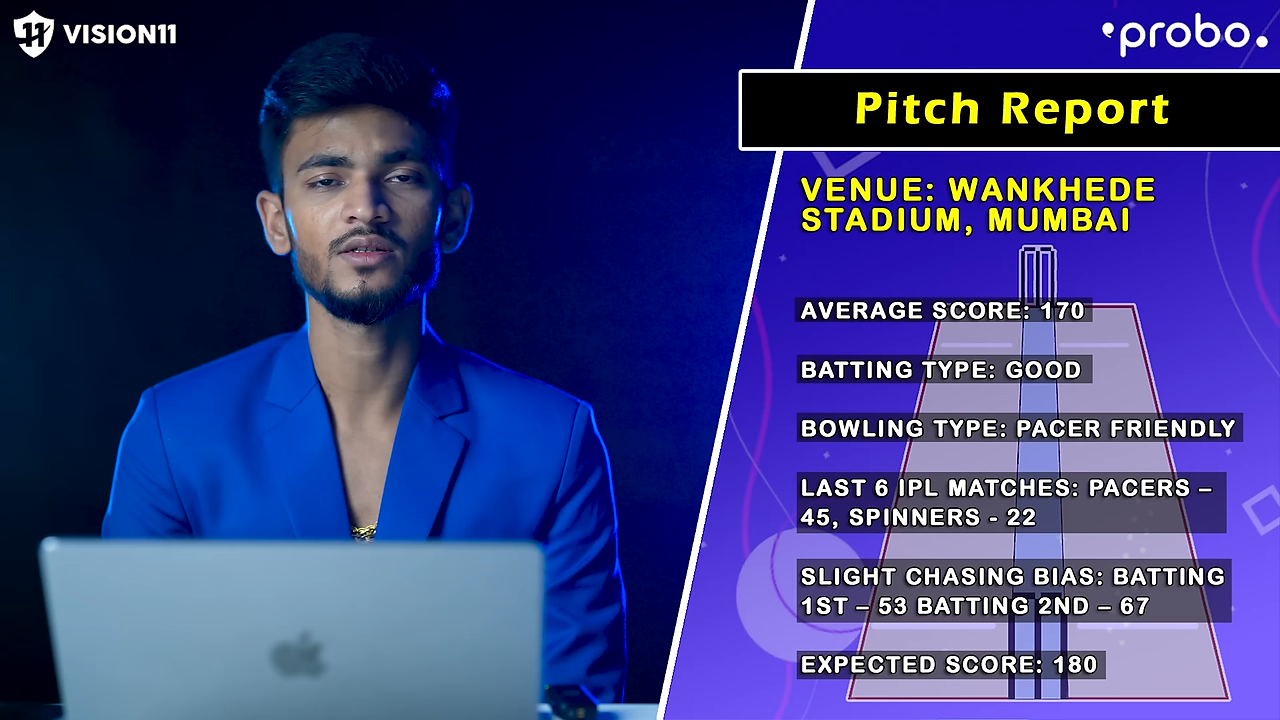 VISION11
probo.
Pitch Report
VENUE: WANKHEDE
STADIUM, MUMBAI
AVERAGE SCORE: 170
BATTING TYPE: GOOD
BOWLING TYPE: PACER FRIENDLY
LAST 6 IPL MATCHES: PACERS –
45, SPINNERS - 22
SLIGHT CHASING BIAS: BATTING
1ST – 53 BATTING 2ND – 67
EXPECTED SCORE: 180